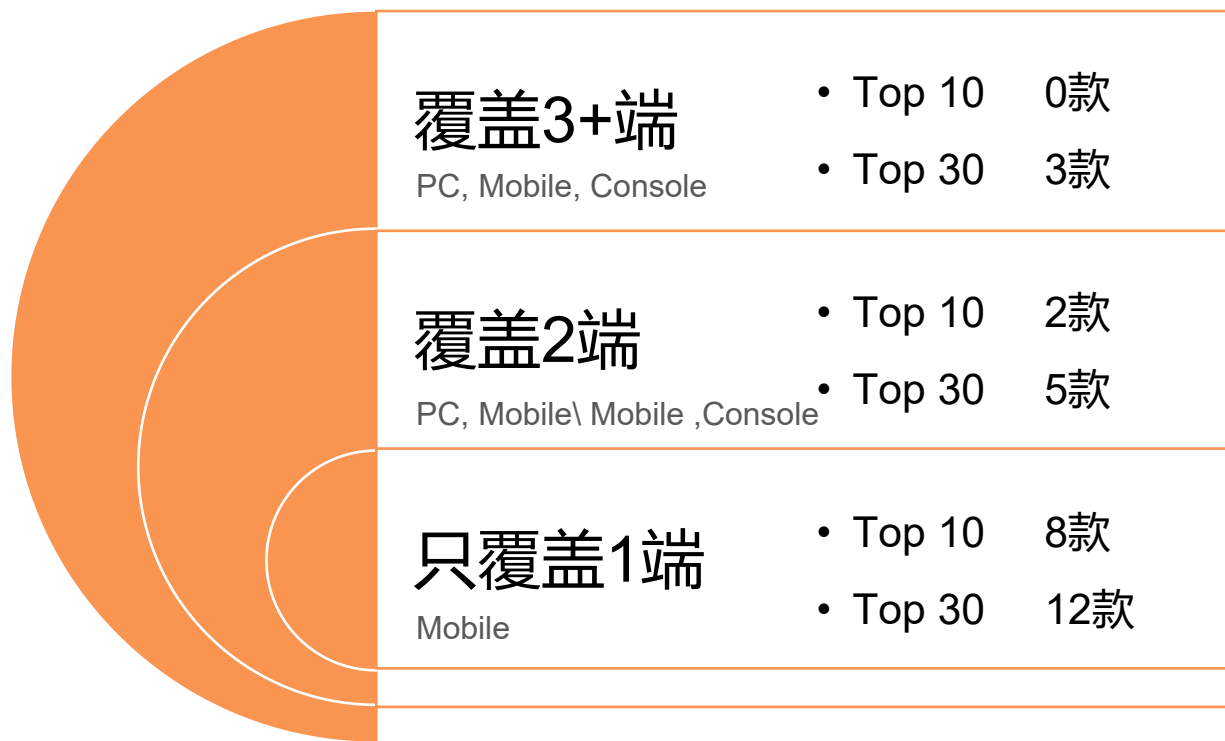 覆盖3+端
PC, Mobile, Console
• Top 10 0款
• Top 30 3款
覆盖2端
PC, Mobile\ Mobile ,Console
• Top 10 2款
• Top 30 5款
只覆盖1端
Mobile
• Top 10 8款
• Top 30 12款